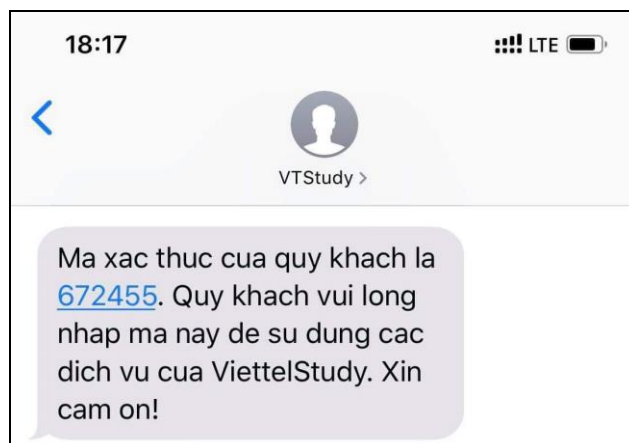 18:17
LTE
VTStudy >
Ma xac thuc cua quy khach la
672455. Quy khach vui long
nhap ma nay de su dung cac
dich vu cua ViettelStudy. Xin
cam on!